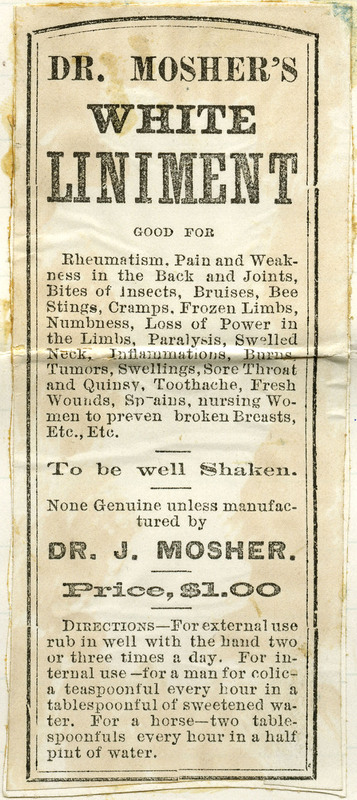 DR. MOSHER'S
WHITE
LINIMENT
GOOD FOR
Rheumatism. Pain and Weak-
ness in the Back and Joints,
Bites of Insects, Bruises, Bee
Stings, Cramps. Frozen Limbs,
Numbness, Loss of Power in
the Limbs, Paralysis, Swelled
Neck. Inflammations, Burns
Tumors, Swellings, Sore Throat
and Quinsy, Toothache, Fresh
Wounds, Sprains, nursing Wo-
men to preven broken Breasts,
Etc., Etc.
To be well Shaken.
None Genuine unless manufac-
tured by
DR. J. MOSHER.
Price, $1.00
DIRECTIONS—For external use
rub in well with the hand two
or three times a day. For in-
ternal use—for a man for colic-
a teaspoonful every hour in a
tablespoonful of sweetened wa-
ter. For a horse—two table-
spoonfuls every hour in a half
pint of water.